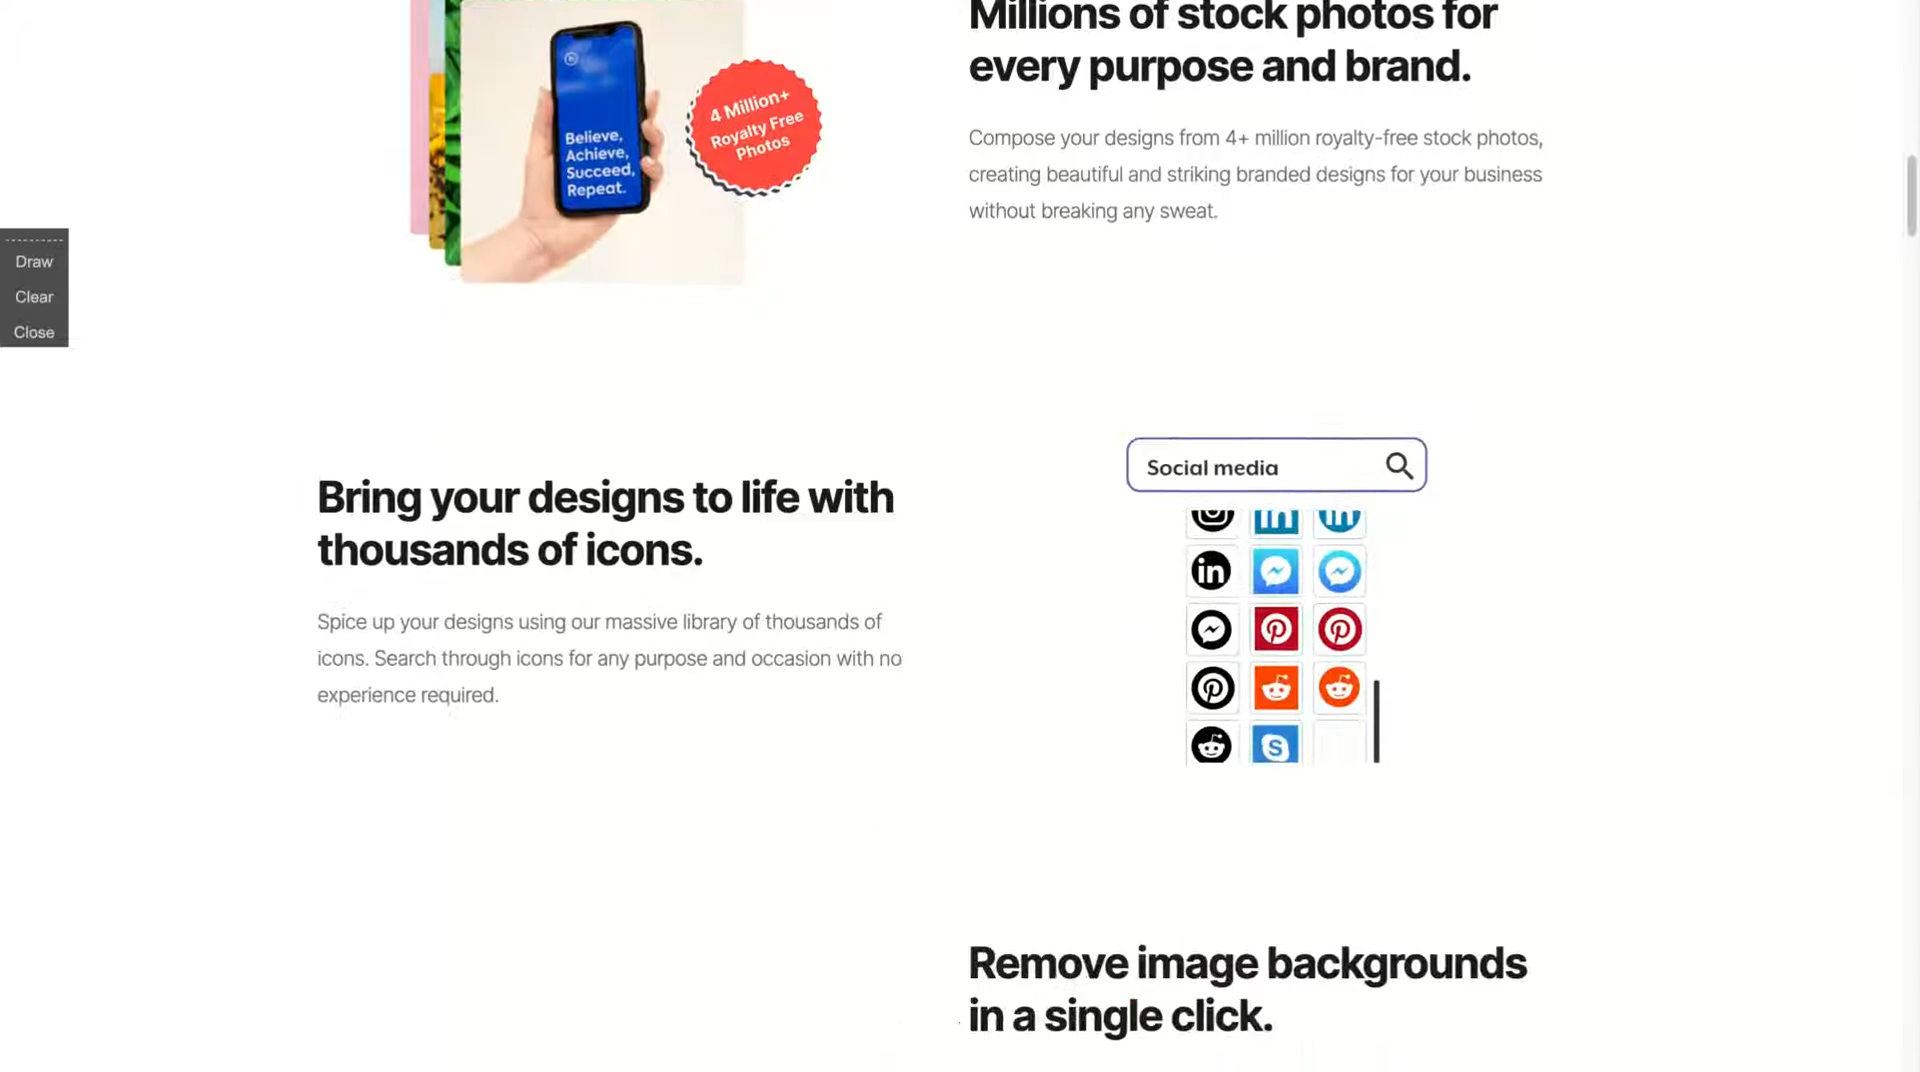 Millions of stock photos for
every purpose and brand.
4 Million+
Royalty Free
Photos
Believe,
Achieve,
Succeed,
Repeat.
Compose your designs from 4+ million royalty-free stock photos,
creating beautiful and striking branded designs for your business
without breaking any sweat.
Draw
Clear
Close
Social media
Bring your designs to life with
thousands of icons.
Spice up your designs using our massive library of thousands of
icons. Search through icons for any purpose and occasion with no
experience required.
in in
in
S
Remove image backgrounds
in a single click.